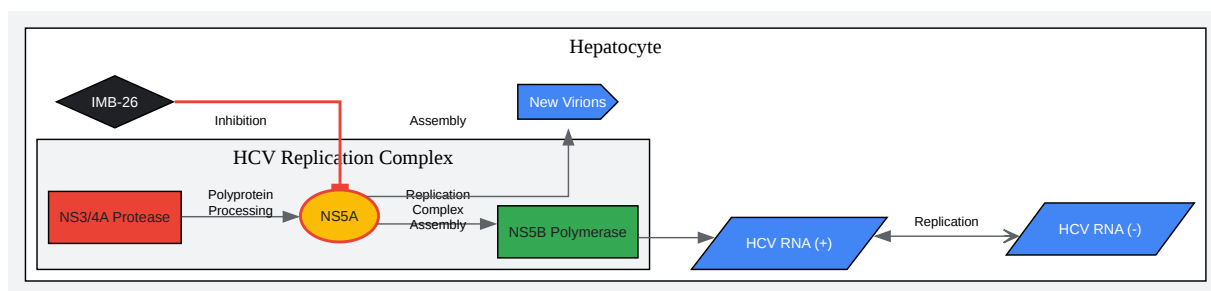 Hepatocyte
IMB-26
New Virions
Inhibition
Assembly
HCV Replication Complex
NS3/4A Protease
Polyprotein
Processing
NS5A
Replication
Complex
Assembly
NS5B Polymerase
HCV RNA (+)
Replication
HCV RNA (-)